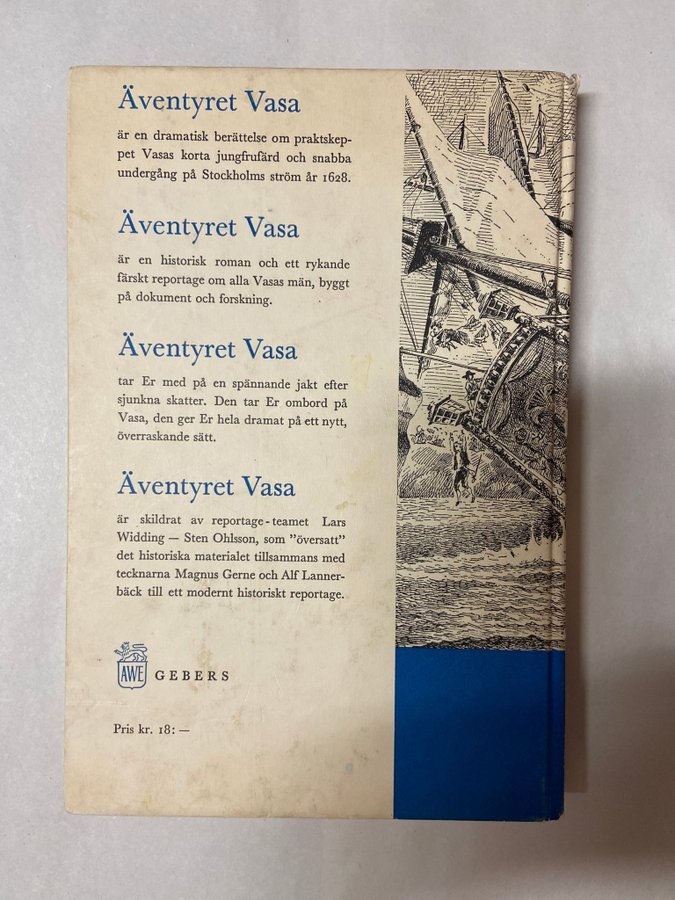 Äventyret Vasa
är en dramatisk berättelse om praktskep-
pet Vasas korta jungfrufärd och snabba
undergång på Stockholms ström år 1628.
Äventyret Vasa
är en historisk roman och ett rykande
färskt reportage om alla Vasas män, byggt
på dokument och forskning.
Äventyret Vasa
tar Er med på en spännande jakt efter
sjunkna skatter. Den tar Er ombord på
Vasa, den ger Er hela dramat på ett nytt,
överraskande sätt.
Äventyret Vasa
är skildrat av reportage-teamet Lars
Widding — Sten Ohlsson, som ”översatt”
det historiska materialet tillsammans med
tecknarna Magnus Gerne och Alf Lanner-
bäck till ett modernt historiskt reportage.
AWE GEBERS
Pris kr. 18: —